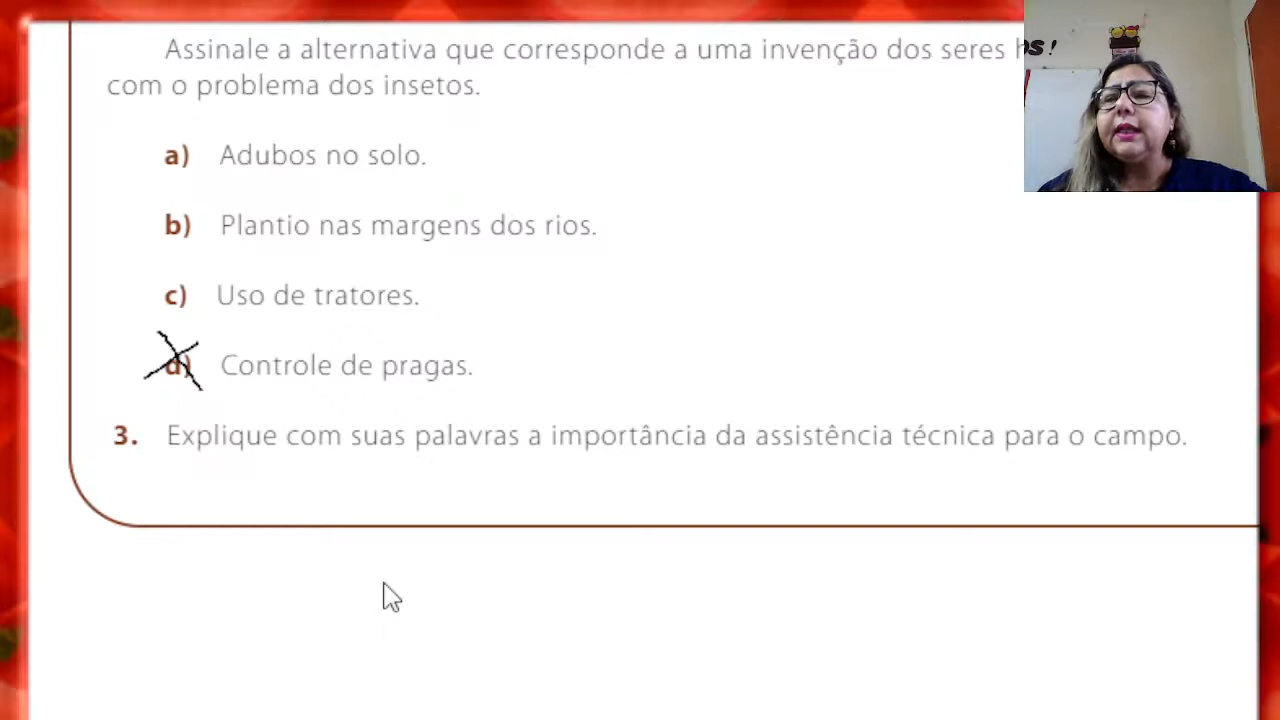 Assinale a alternativa que corresponde a uma invenção dos seres
com o problema dos insetos.
a) Adubos no solo.
b) Plantio nas margens dos rios.
c) Uso de tratores.
d) Controle de pragas.
3. Explique com suas palavras a importância da assistência técnica para o campo.